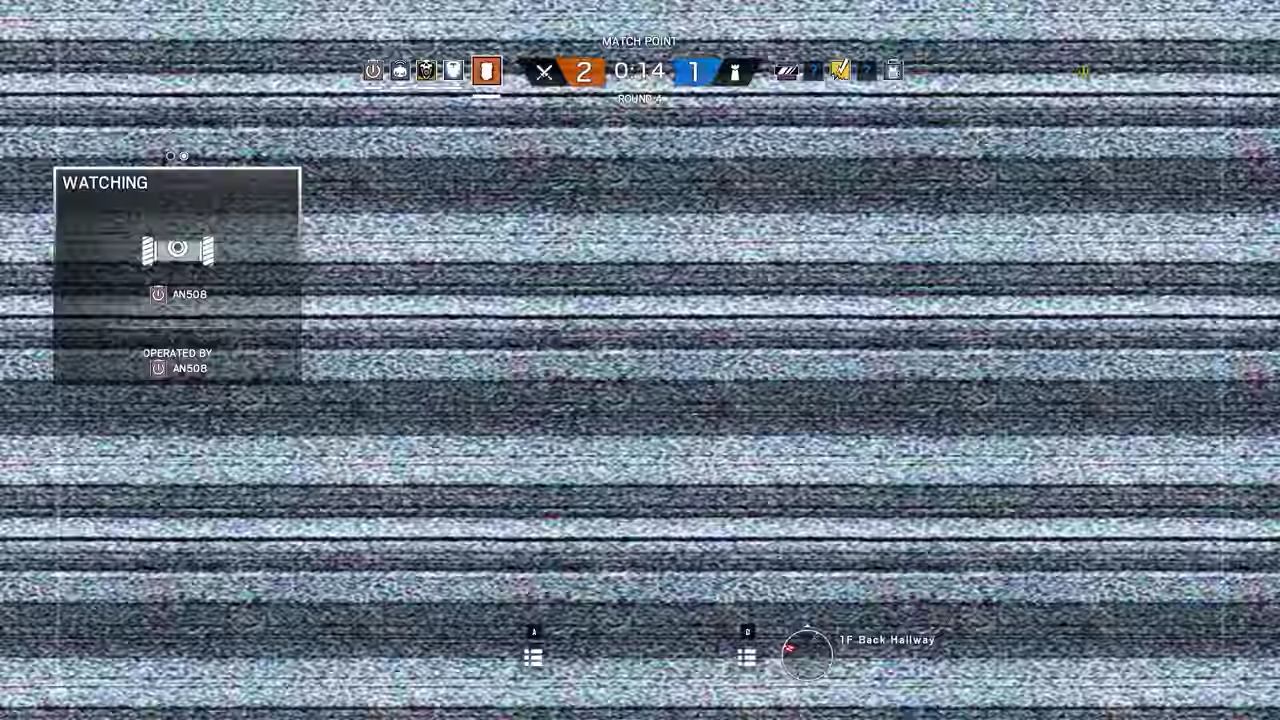 MATCH POINT
2 0:14 1
ROUND 4
WATCHING
AN508
OPERATED BY
AN508
A
1F Back Hallway